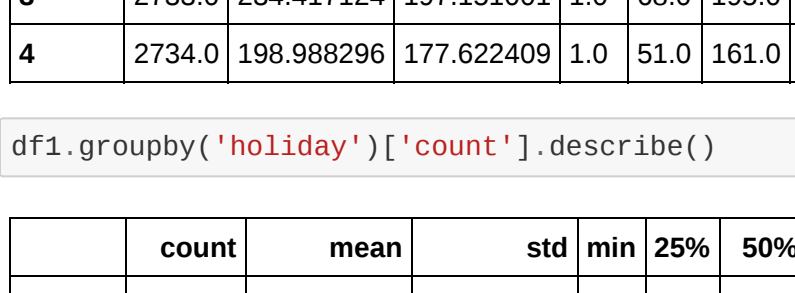 4 2734.0 198.988296 177.622409 1.0 51.0 161.0
df1.groupby('holiday')['count'].describe()
count mean std min 25% 50%